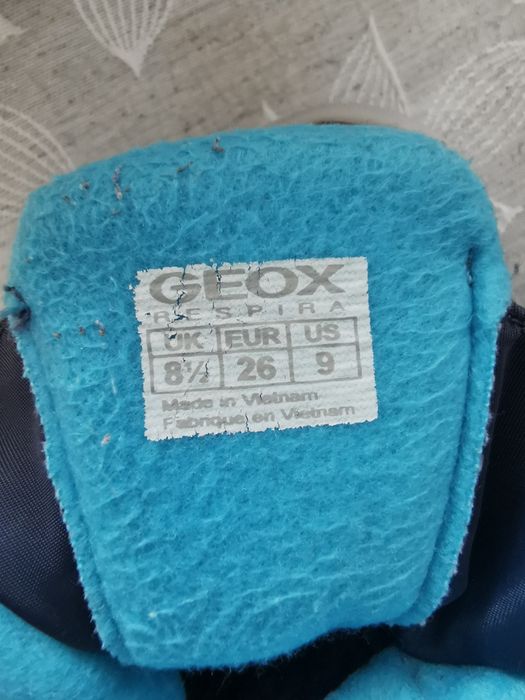 GEOX
RESPIRA
UK EUR US
8½ 26 9
Made in Vietnam
Fabriqué en Vietnam